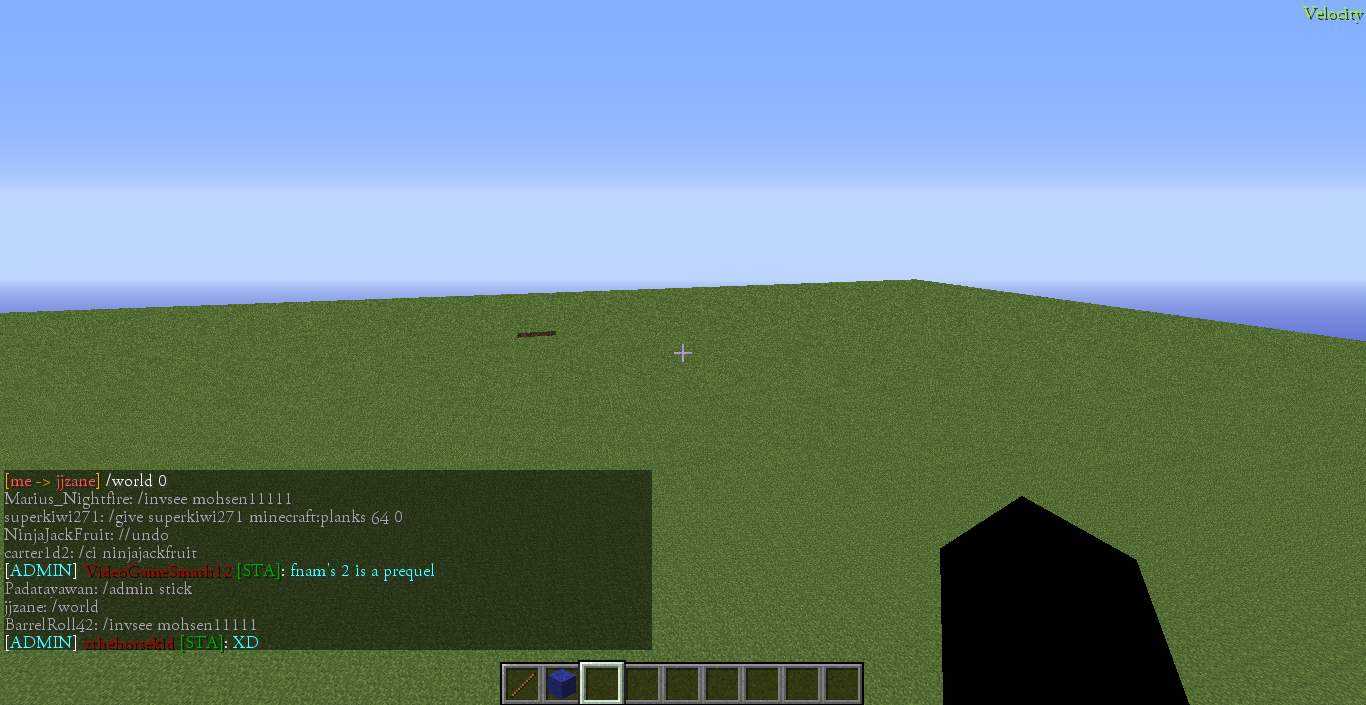 Velocity
[me -> jjzane] /world 0
Marius_Nightfire: /invsee mohsen11111
superkiwi271: /give superkiwi271 minecraft:planks 64 0
NinjaJackFruit: //undo
carter1d2: /ci ninjajackfruit
[ADMIN] VideoGameSmash12 [STA]: fnam's 2 is a prequel
Padatayawan: /admin stick
jjzane: /world
BarrelRoll42: /invsee mohsen11111
[ADMIN] [STA]: XD